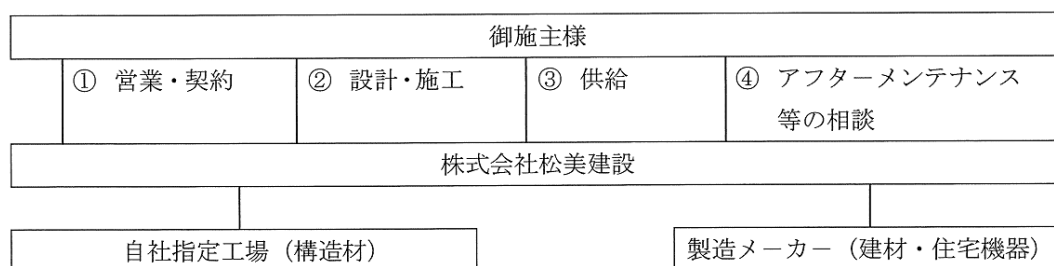 御施主様
① 営業・契約
② 設計・施工
③ 供給
④ アフターメンテナンス
等の相談
株式会社松美建設
自社指定工場（構造材）
製造メーカー（建材・住宅機器）